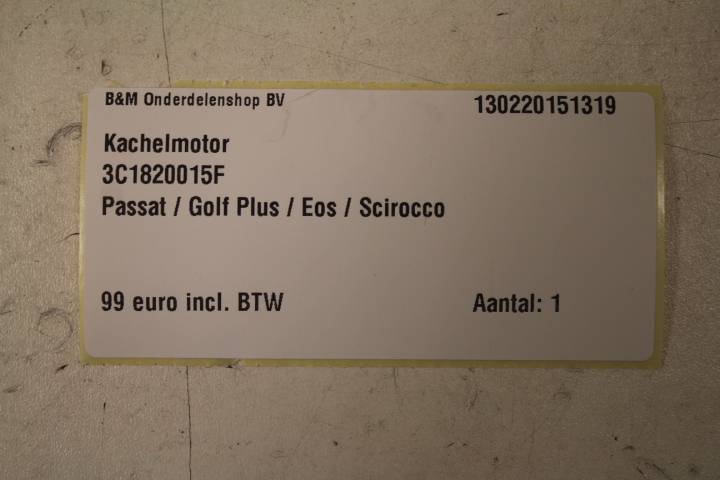 B&M Onderdelenshop BV 130220151319
Kachelmotor
3C1820015F
Passat / Golf Plus / Eos / Scirocco
99 euro incl. BTW Aantal: 1